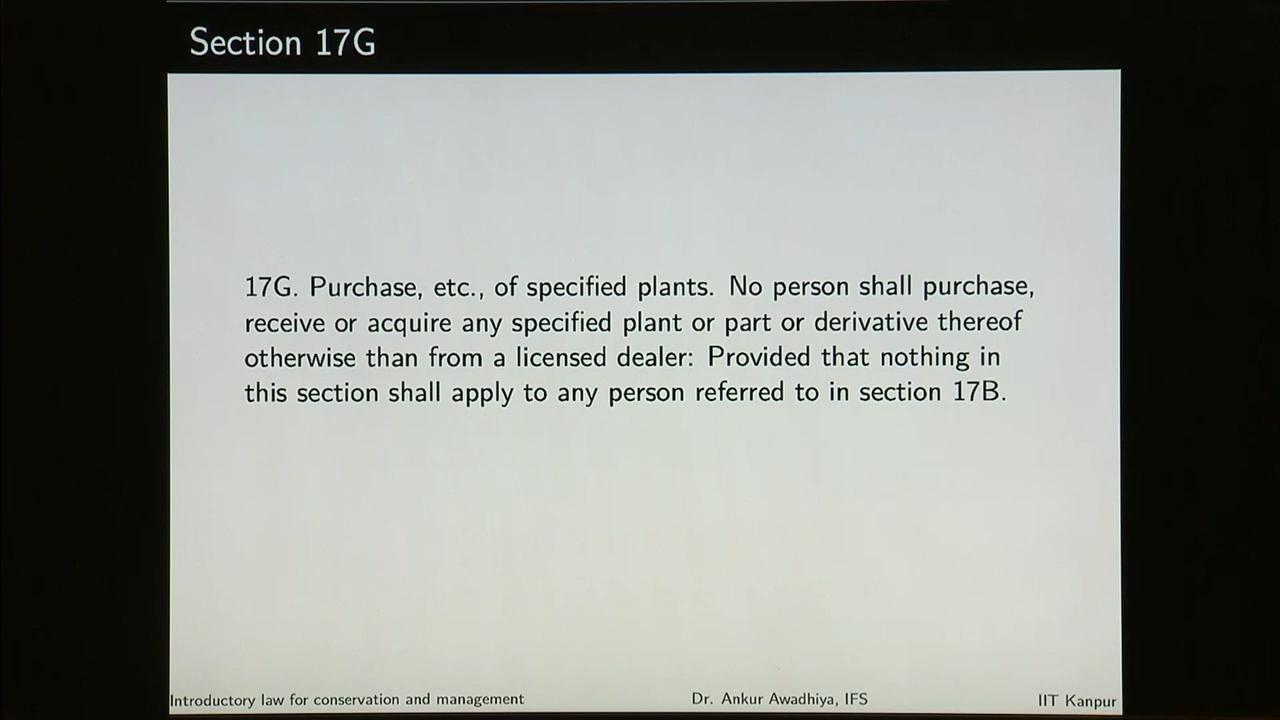 Section 17G
17G. Purchase, etc., of specified plants. No person shall purchase,
receive or acquire any specified plant or part or derivative thereof
otherwise than from a licensed dealer: Provided that nothing in
this section shall apply to any person referred to in section 17B.
Introductory law for conservation and management Dr. Ankur Awadhiya, IFS IIT Kanpur